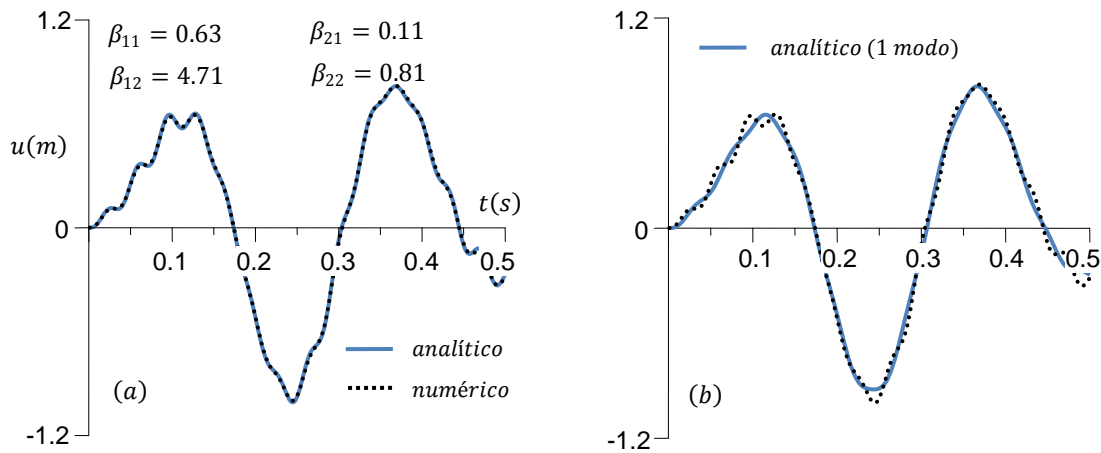 1.2
β₁₁ = 0.63 β₂₁ = 0.11
β₁₂ = 4.71 β₂₂ = 0.81
u(m)
t(s)
0
0.1 0.2 0.3 0.4 0.5
analítico
numérico
(a)
-1.2
1.2
analítico (1 modo)
0
0.1 0.2 0.3 0.4 0.5
(b)
-1.2